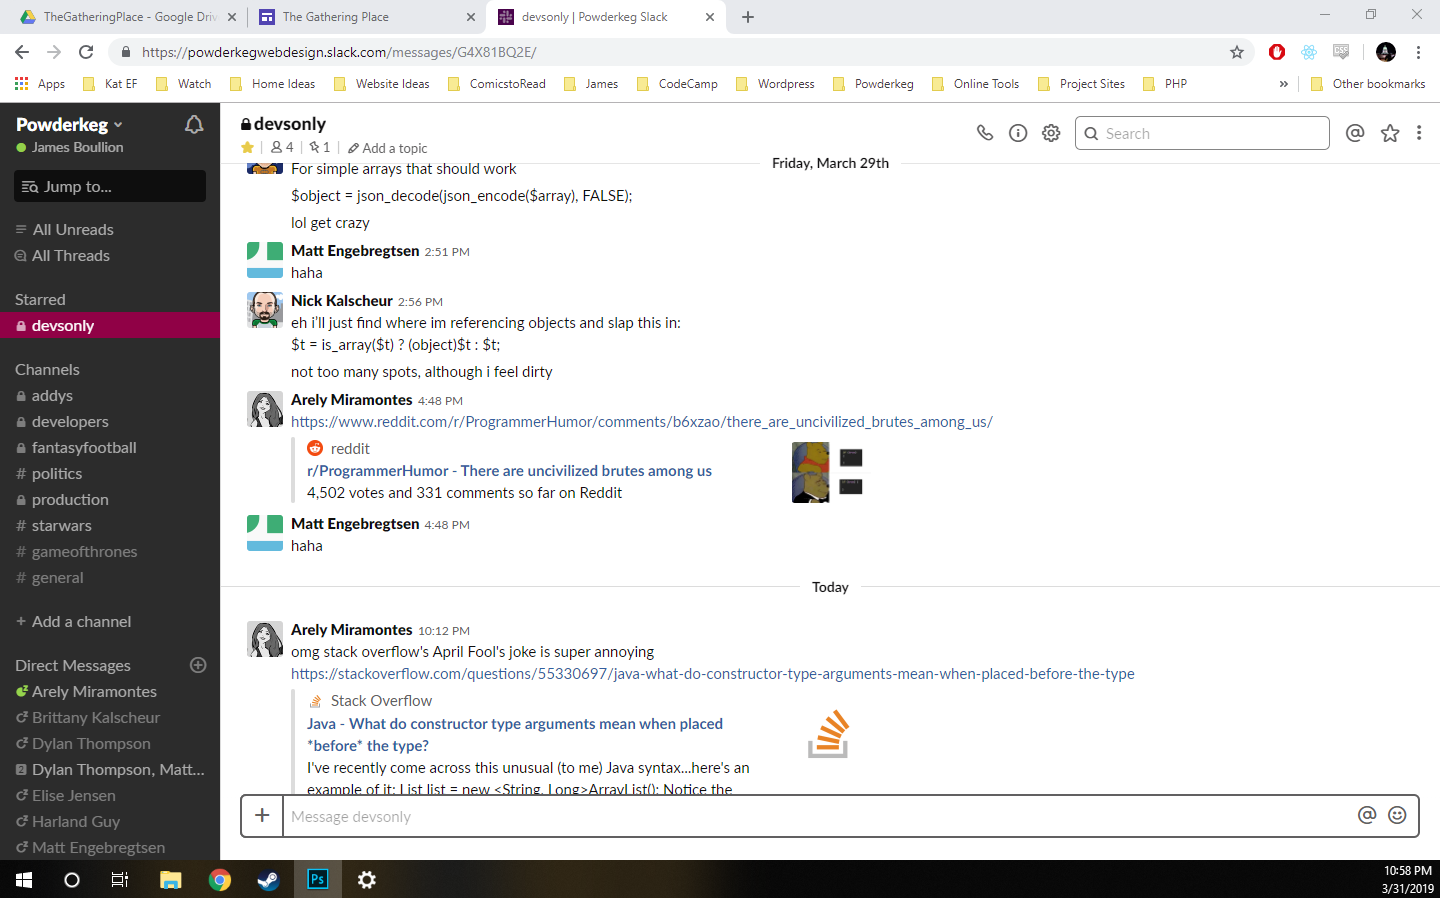 TheGatheringPlace - Google Driv
The Gathering Place
devsonly | Powderkeg Slack
https://powderkegwebdesign.slack.com/messages/G4X81BQ2E/
Apps
Kat EF
Watch
Home Ideas
Website Ideas
ComicstoRead
James
CodeCamp
Wordpress
Powderkeg
Online Tools
Project Sites
PHP
»
Other bookmarks
Powderkeg
James Boullion
Jump to...
All Unreads
All Threads
Starred
devsonly
Channels
addys
developers
fantasyfootball
# politics
production
# starwars
# gameofthrones
# general
+ Add a channel
Direct Messages
Arely Miramontes
Brittany Kalscheur
Dylan Thompson
2 Dylan Thompson, Matt...
Elise Jensen
Harland Guy
Matt Engebregtsen
devsonly
4
1
Add a topic
Search
Friday, March 29th
For simple arrays that should work
$object = json_decode(json_encode($array), FALSE);
lol get crazy
Matt Engebregtsen 2:51 PM
haha
Nick Kalscheur 2:56 PM
eh i'll just find where im referencing objects and slap this in:
$t = is_array($t) ? (object)$t : $t;
not too many spots, although i feel dirty
Arely Miramontes 4:48 PM
https://www.reddit.com/r/ProgrammerHumor/comments/b6xzao/there_are_uncivilized_brutes_among_us/
reddit
r/ProgrammerHumor - There are uncivilized brutes among us
4,502 votes and 331 comments so far on Reddit
Matt Engebregtsen 4:48 PM
haha
Today
Arely Miramontes 10:12 PM
omg stack overflow's April Fool's joke is super annoying
https://stackoverflow.com/questions/55330697/java-what-do-constructor-type-arguments-mean-when-placed-before-the-type
Stack Overflow
Java - What do constructor type arguments mean when placed
*before* the type?
I've recently come across this unusual (to me) Java syntax...here's an
example of it: List list = new <String, Long>ArrayList(); Notice the
Message devsonly
Ps
10:58 PM
3/31/2019